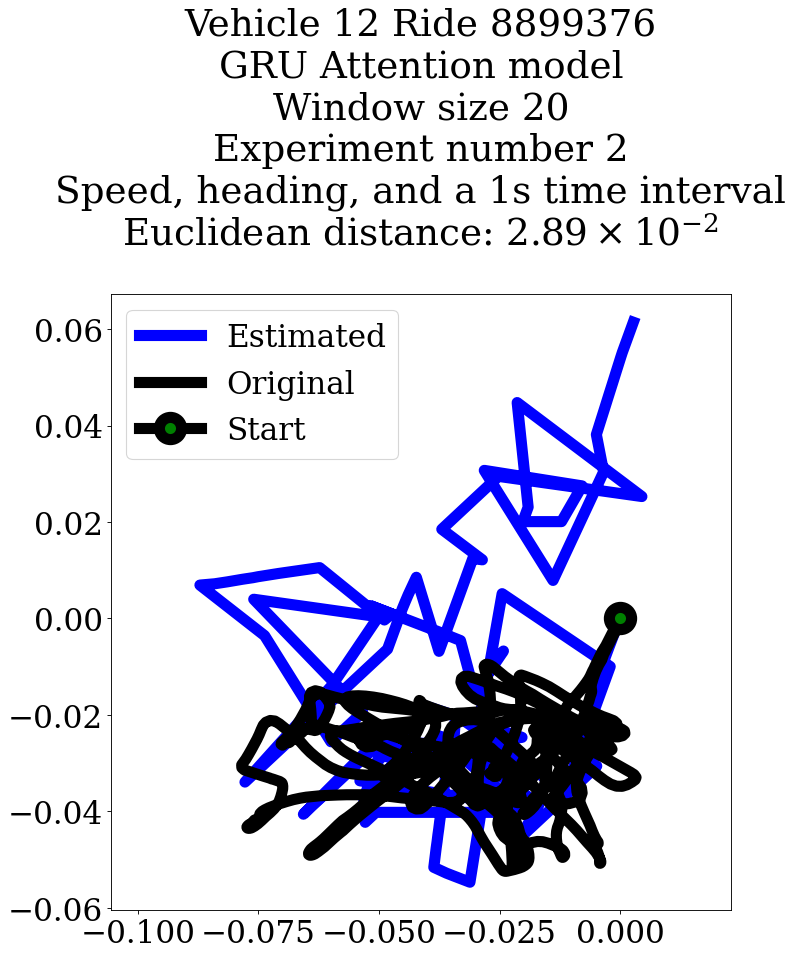 Vehicle 12 Ride 8899376
GRU Attention model
Window size 20
Experiment number 2
Speed, heading, and a 1s time interval
Euclidean distance: 2.89 × 10⁻²
Estimated
Original
Start
0.06
0.04
0.02
0.00
−0.02
−0.04
−0.06
−0.100 −0.075 −0.050 −0.025 0.000